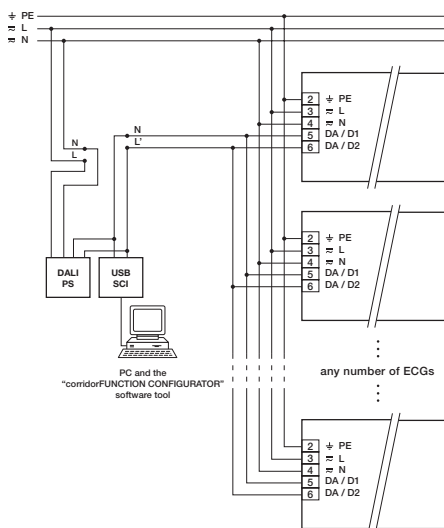 ⏚ PE
≂ L
≂ N
2 ⏚ PE
3 ≂ L
4 ≂ N
5 DA / D1
6 DA / D2
N
L'
N
L
2 ⏚ PE
3 ≂ L
4 ≂ N
5 DA / D1
6 DA / D2
DALI
PS
USB
SCI
PC and the
“corridorFUNCTION CONFIGURATOR”
software tool
any number of ECGs
2 ⏚ PE
3 ≂ L
4 ≂ N
5 DA / D1
6 DA / D2